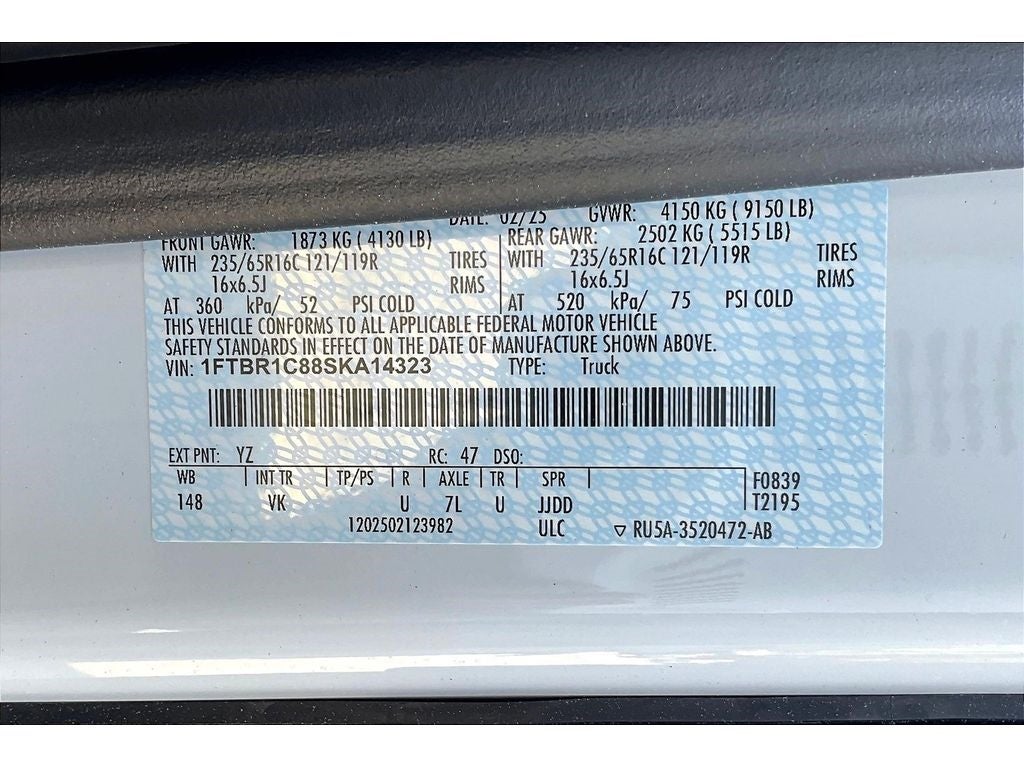 DATE: 02/25 GVWR: 4150 KG ( 9150 LB)
FRONT GAWR: 1873 KG ( 4130 LB) REAR GAWR: 2502 KG ( 5515 LB)
WITH 235/65R16C 121/119R TIRES WITH 235/65R16C 121/119R TIRES
16x6.5J RIMS 16x6.5J RIMS
AT 360 kPa/ 52 PSI COLD AT 520 kPa/ 75 PSI COLD
THIS VEHICLE CONFORMS TO ALL APPLICABLE FEDERAL MOTOR VEHICLE
SAFETY STANDARDS IN EFFECT ON THE DATE OF MANUFACTURE SHOWN ABOVE.
VIN: 1FTBR1C88SKA14323 TYPE: Truck
EXT PNT: YZ RC: 47 DSO:
WB INT TR TP/PS R AXLE TR SPR F0839
148 VK U 7L U JJDD T2195
1202502123982 ULC ▽ RU5A-3520472-AB